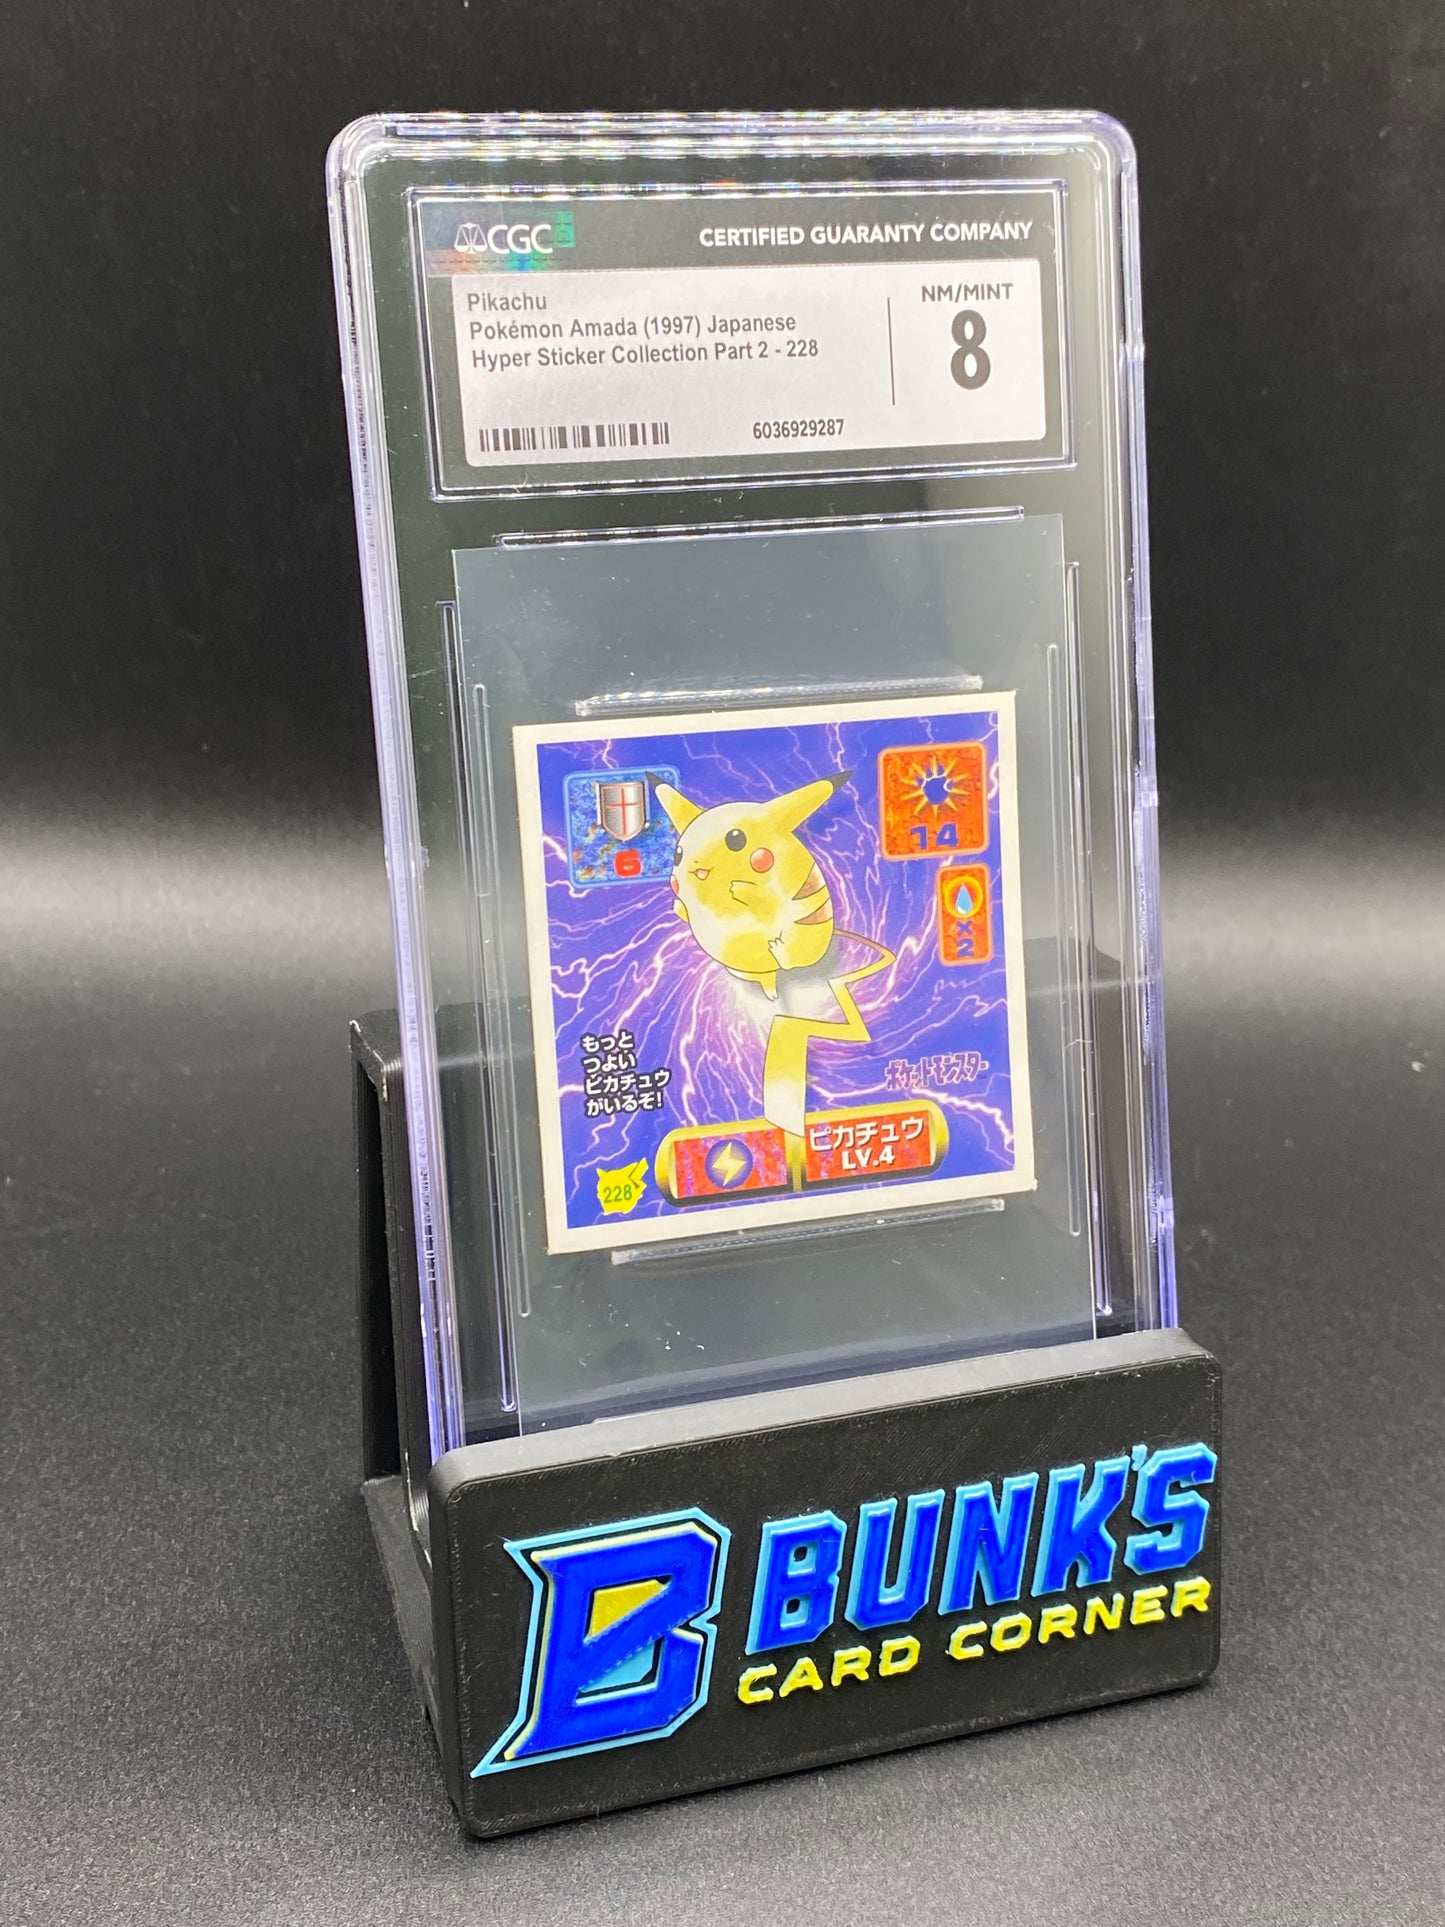 CGC
CERTIFIED GUARANTY COMPANY
Pikachu
Pokémon Amada (1997) Japanese
Hyper Sticker Collection Part 2 - 228
NM/MINT
8
6036929287
6
14
×
2
もっと
つよい
ピカチュウ
がいるぞ!
ポケットモンスター
ピカチュウ
LV.4
228
B
BUNK'S
CARD CORNER